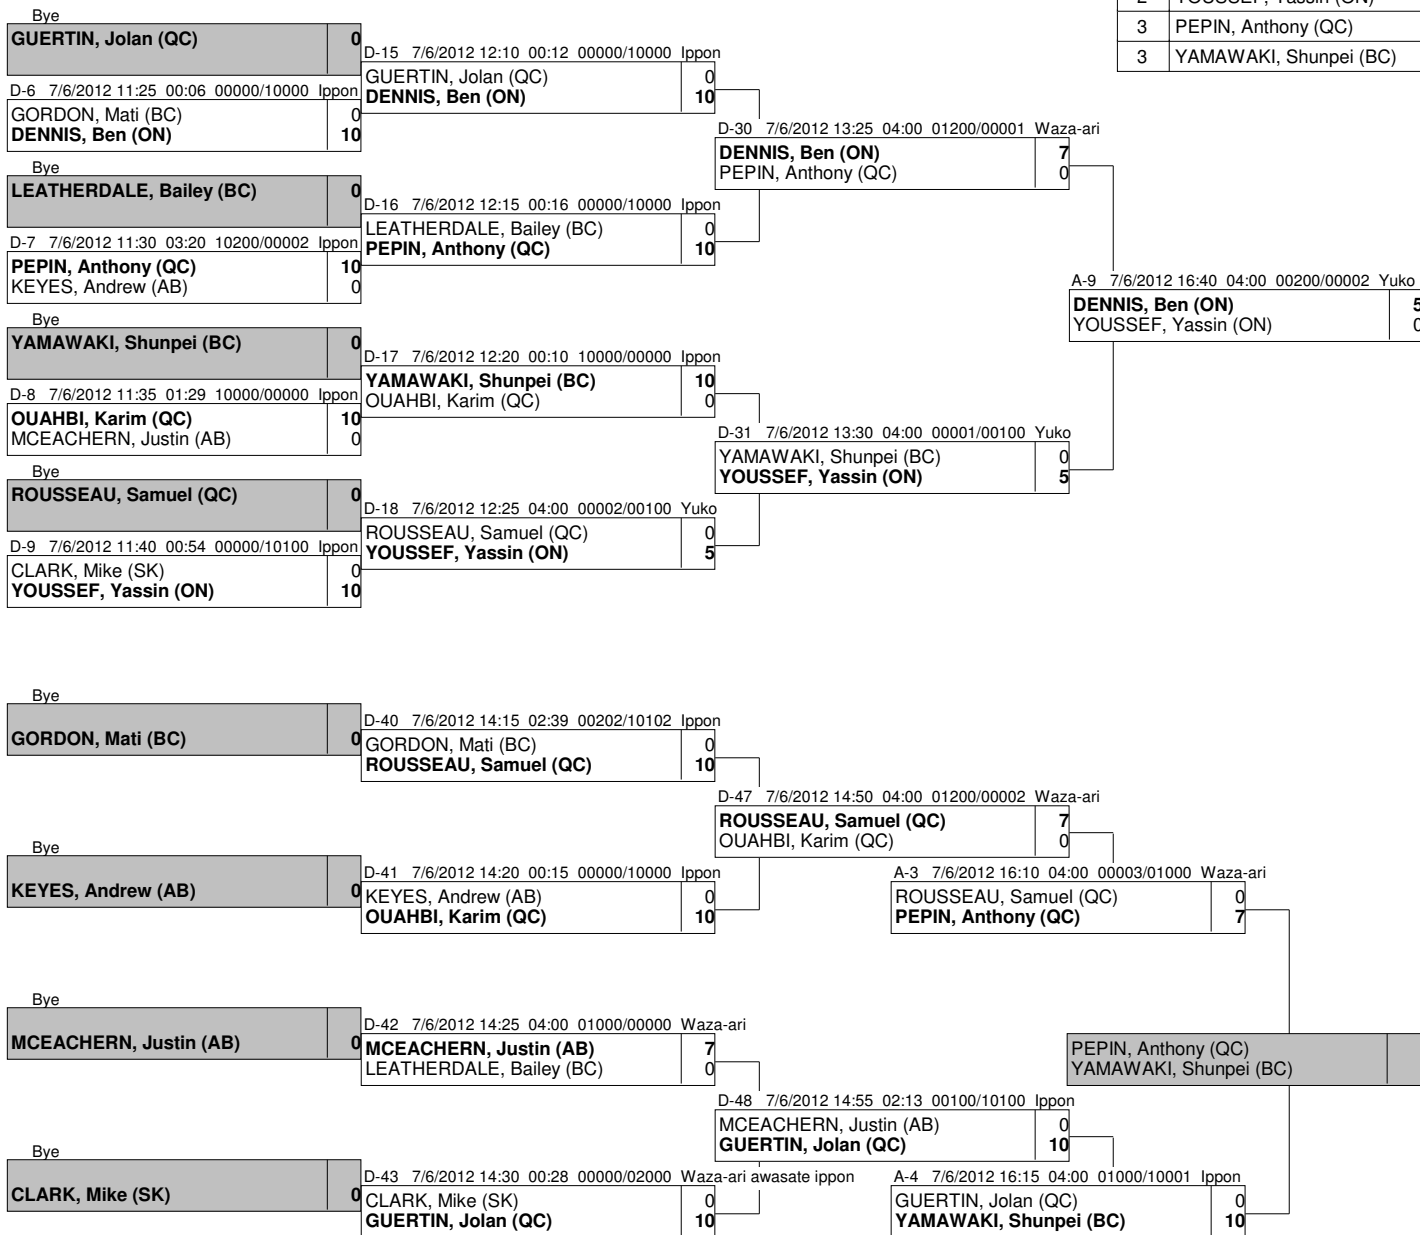 2 YOUSSEF, Yassin (ON)
3 PEPIN, Anthony (QC)
3 YAMAWAKI, Shunpei (BC)
Bye
GUERTIN, Jolan (QC) 0
D-6 7/6/2012 11:25 00:06 00000/10000 Ippon
GORDON, Mati (BC) 0
DENNIS, Ben (ON) 10
Bye
LEATHERDALE, Bailey (BC) 0
D-7 7/6/2012 11:30 03:20 10200/00002 Ippon
PEPIN, Anthony (QC) 10
KEYES, Andrew (AB) 0
Bye
YAMAWAKI, Shunpei (BC) 0
D-8 7/6/2012 11:35 01:29 10000/00000 Ippon
OUAHBI, Karim (QC) 10
MCEACHERN, Justin (AB) 0
Bye
ROUSSEAU, Samuel (QC) 0
D-9 7/6/2012 11:40 00:54 00000/10100 Ippon
CLARK, Mike (SK) 0
YOUSSEF, Yassin (ON) 10
D-15 7/6/2012 12:10 00:12 00000/10000 Ippon
GUERTIN, Jolan (QC) 0
DENNIS, Ben (ON) 10
D-16 7/6/2012 12:15 00:16 00000/10000 Ippon
LEATHERDALE, Bailey (BC) 0
PEPIN, Anthony (QC) 10
D-17 7/6/2012 12:20 00:10 10000/00000 Ippon
YAMAWAKI, Shunpei (BC) 10
OUAHBI, Karim (QC) 0
D-18 7/6/2012 12:25 04:00 00002/00100 Yuko
ROUSSEAU, Samuel (QC) 0
YOUSSEF, Yassin (ON) 5
D-30 7/6/2012 13:25 04:00 01200/00001 Waza-ari
DENNIS, Ben (ON) 7
PEPIN, Anthony (QC) 0
D-31 7/6/2012 13:30 04:00 00001/00100 Yuko
YAMAWAKI, Shunpei (BC) 0
YOUSSEF, Yassin (ON) 5
A-9 7/6/2012 16:40 04:00 00200/00002 Yuko
DENNIS, Ben (ON) 5
YOUSSEF, Yassin (ON) 0
Bye
GORDON, Mati (BC) 0
Bye
KEYES, Andrew (AB) 0
Bye
MCEACHERN, Justin (AB) 0
Bye
CLARK, Mike (SK) 0
D-40 7/6/2012 14:15 02:39 00202/10102 Ippon
GORDON, Mati (BC) 0
ROUSSEAU, Samuel (QC) 10
D-41 7/6/2012 14:20 00:15 00000/10000 Ippon
KEYES, Andrew (AB) 0
OUAHBI, Karim (QC) 10
D-42 7/6/2012 14:25 04:00 01000/00000 Waza-ari
MCEACHERN, Justin (AB) 7
LEATHERDALE, Bailey (BC) 0
D-43 7/6/2012 14:30 00:28 00000/02000 Waza-ari awasate ippon
CLARK, Mike (SK) 0
GUERTIN, Jolan (QC) 10
D-47 7/6/2012 14:50 04:00 01200/00002 Waza-ari
ROUSSEAU, Samuel (QC) 7
OUAHBI, Karim (QC) 0
D-48 7/6/2012 14:55 02:13 00100/10100 Ippon
MCEACHERN, Justin (AB) 0
GUERTIN, Jolan (QC) 10
A-3 7/6/2012 16:10 04:00 00003/01000 Waza-ari
ROUSSEAU, Samuel (QC) 0
PEPIN, Anthony (QC) 7
A-4 7/6/2012 16:15 04:00 01000/10001 Ippon
GUERTIN, Jolan (QC) 0
YAMAWAKI, Shunpei (BC) 10
PEPIN, Anthony (QC)
YAMAWAKI, Shunpei (BC)